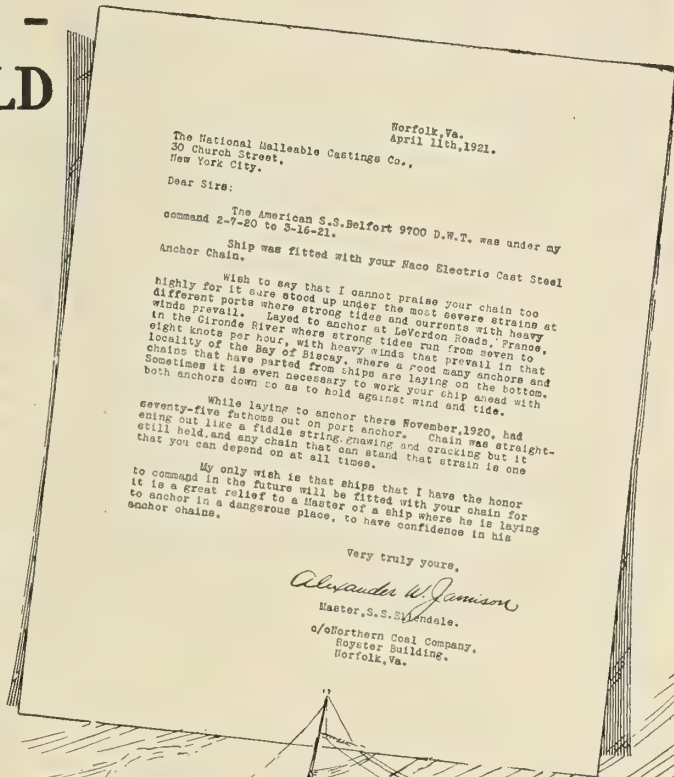 -
LD
Norfolk,Va.
April 11th,1921.
The National Malleable Castings Co.,
30 Church Street.
New York City.
Dear Sirs:
The American S.S.Belfort 9700 D.W.T. was under my
command 2-7-20 to 3-16-21.
Ship was fitted with your Naco Electric Cast Steel
Anchor Chain.
Wish to say that I cannot praise your chain too
highly for it sure stood up under the most severe strains at
different ports where strong tides and currents with heavy
winds prevail. Layed to anchor at LeVerdon Roads, France,
in the Gironde River where strong tides run from seven to
eight knots per hour, with heavy winds that prevail in that
locality of the Bay of Biscay, where a good many anchors and
chains that have parted from ships are laying on the bottom.
Sometimes it is even necessary to work your ship ahead with
both anchors down so as to hold against wind and tide.
While laying to anchor there November,1920, had
seventy-five fathoms out on port anchor. Chain was straight-
ening out like a fiddle string,gnawing and cracking but it
still held,and any chain that can stand that strain is one
that you can depend on at all times.
My only wish is that ships that I have the honor
to command in the future will be fitted with your chain for
it is a great relief to a Master of a ship where he is laying
to anchor in a dangerous place, to have confidence in his
anchor chains.
Very truly yours,
Alexander W. Jamison
Master,S.S.Ellendale.
c/oNorthern Coal Company,
Royster Building.
Norfolk,Va.